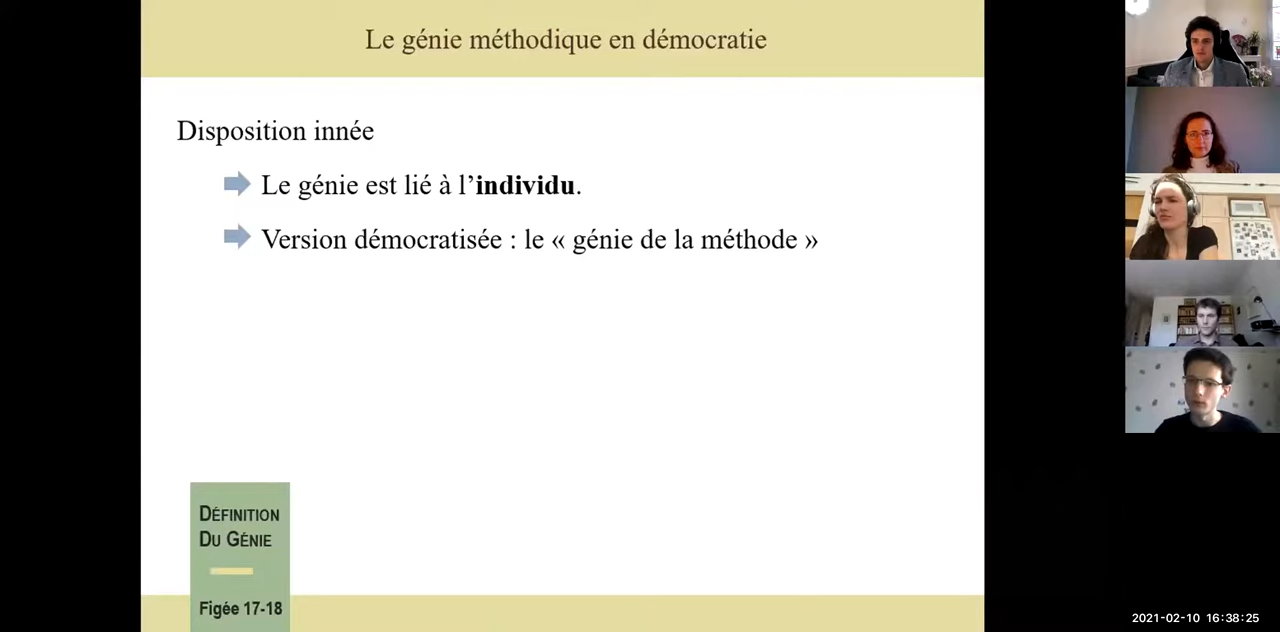 Le génie méthodique en démocratie
Disposition innée
Le génie est lié à l’individu.
Version démocratisée : le « génie de la méthode »
DÉFINITION
DU GÉNIE
Figée 17-18
2021-02-10 16:38:25